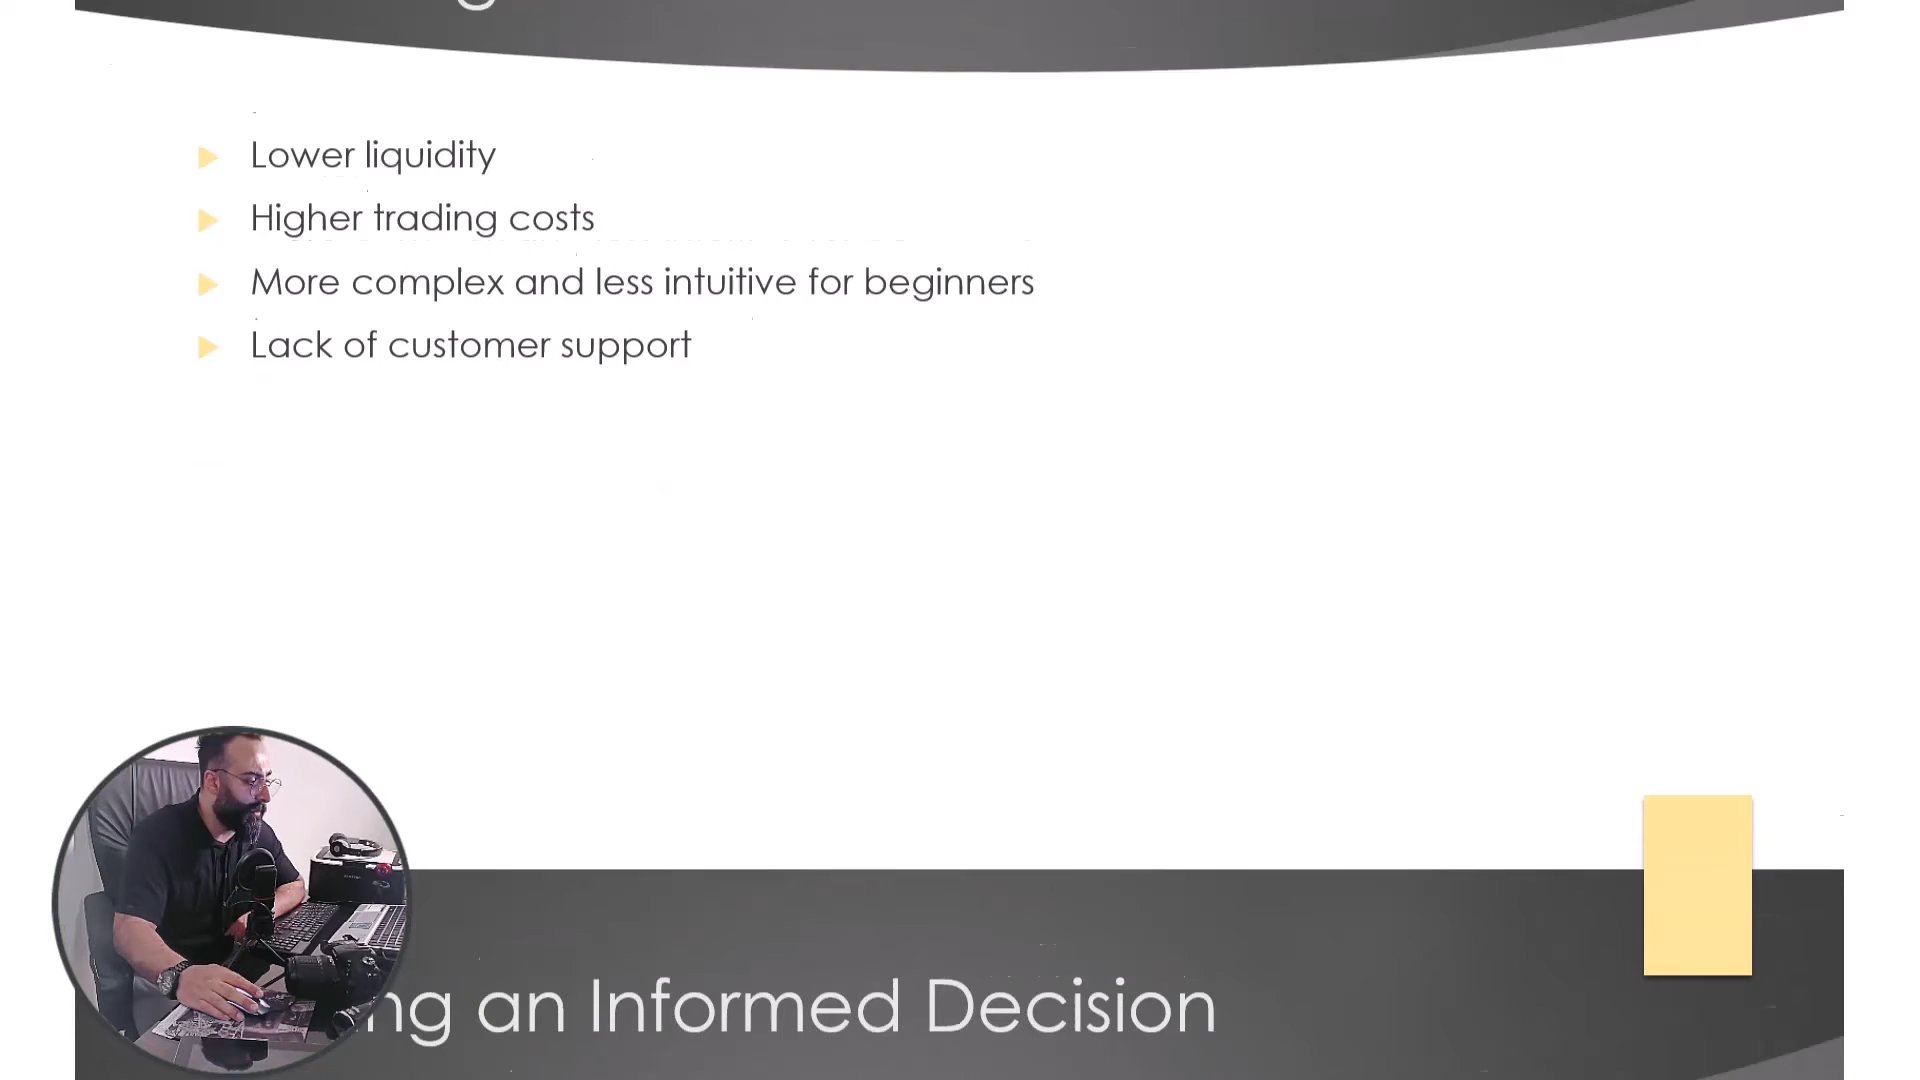 Lower liquidity
Higher trading costs
More complex and less intuitive for beginners
Lack of customer support
an Informed Decision